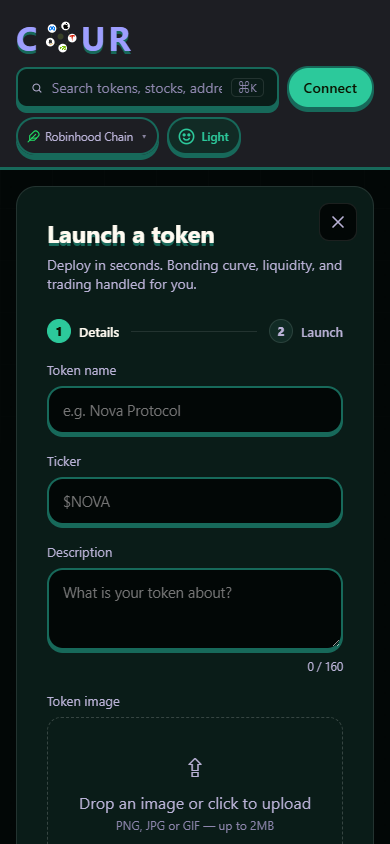 C UR
Search tokens, stocks, addre
⌘K
Connect
Robinhood Chain
Light
Launch a token
Deploy in seconds. Bonding curve, liquidity, and
trading handled for you.
1 Details
2 Launch
Token name
e.g. Nova Protocol
Ticker
$NOVA
Description
What is your token about?
0 / 160
Token image
Drop an image or click to upload
PNG, JPG or GIF — up to 2MB